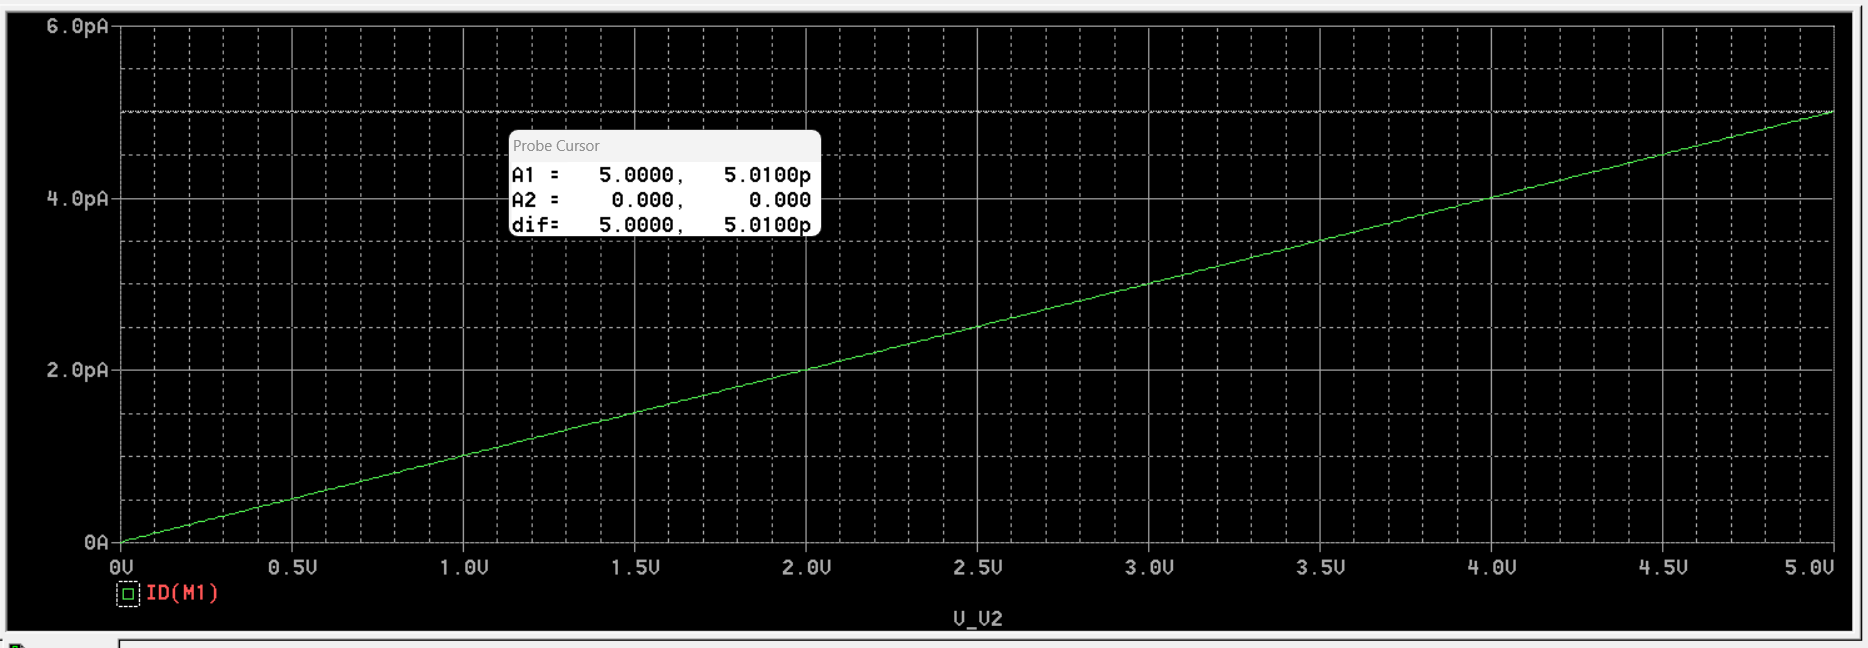 6.0pA
Probe Cursor
A1 = 5.0000, 5.0100p
A2 = 0.000, 0.000
dif= 5.0000, 5.0100p
4.0pA
2.0pA
0A
0V 0.5V 1.0V 1.5V 2.0V 2.5V 3.0V 3.5V 4.0V 4.5V 5.0V
ID(M1)
V_V2